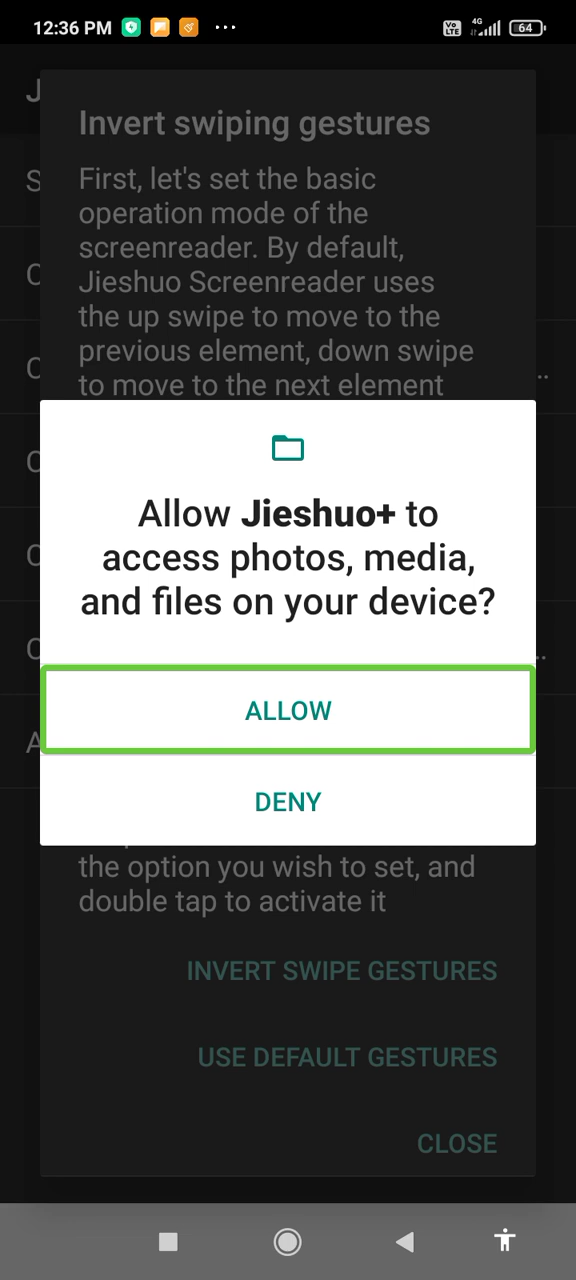 12:36 PM ... Vo LTE 4G 64
J
Invert swiping gestures
S
First, let's set the basic
operation mode of the
screenreader. By default,
C
Jieshuo Screenreader uses
the up swipe to move to the
previous element, down swipe
C ..
to move to the next element
C
Allow Jieshuo+ to
access photos, media,
C
and files on your device?
C ..
ALLOW
A
DENY
the option you wish to set, and
double tap to activate it
INVERT SWIPE GESTURES
USE DEFAULT GESTURES
CLOSE